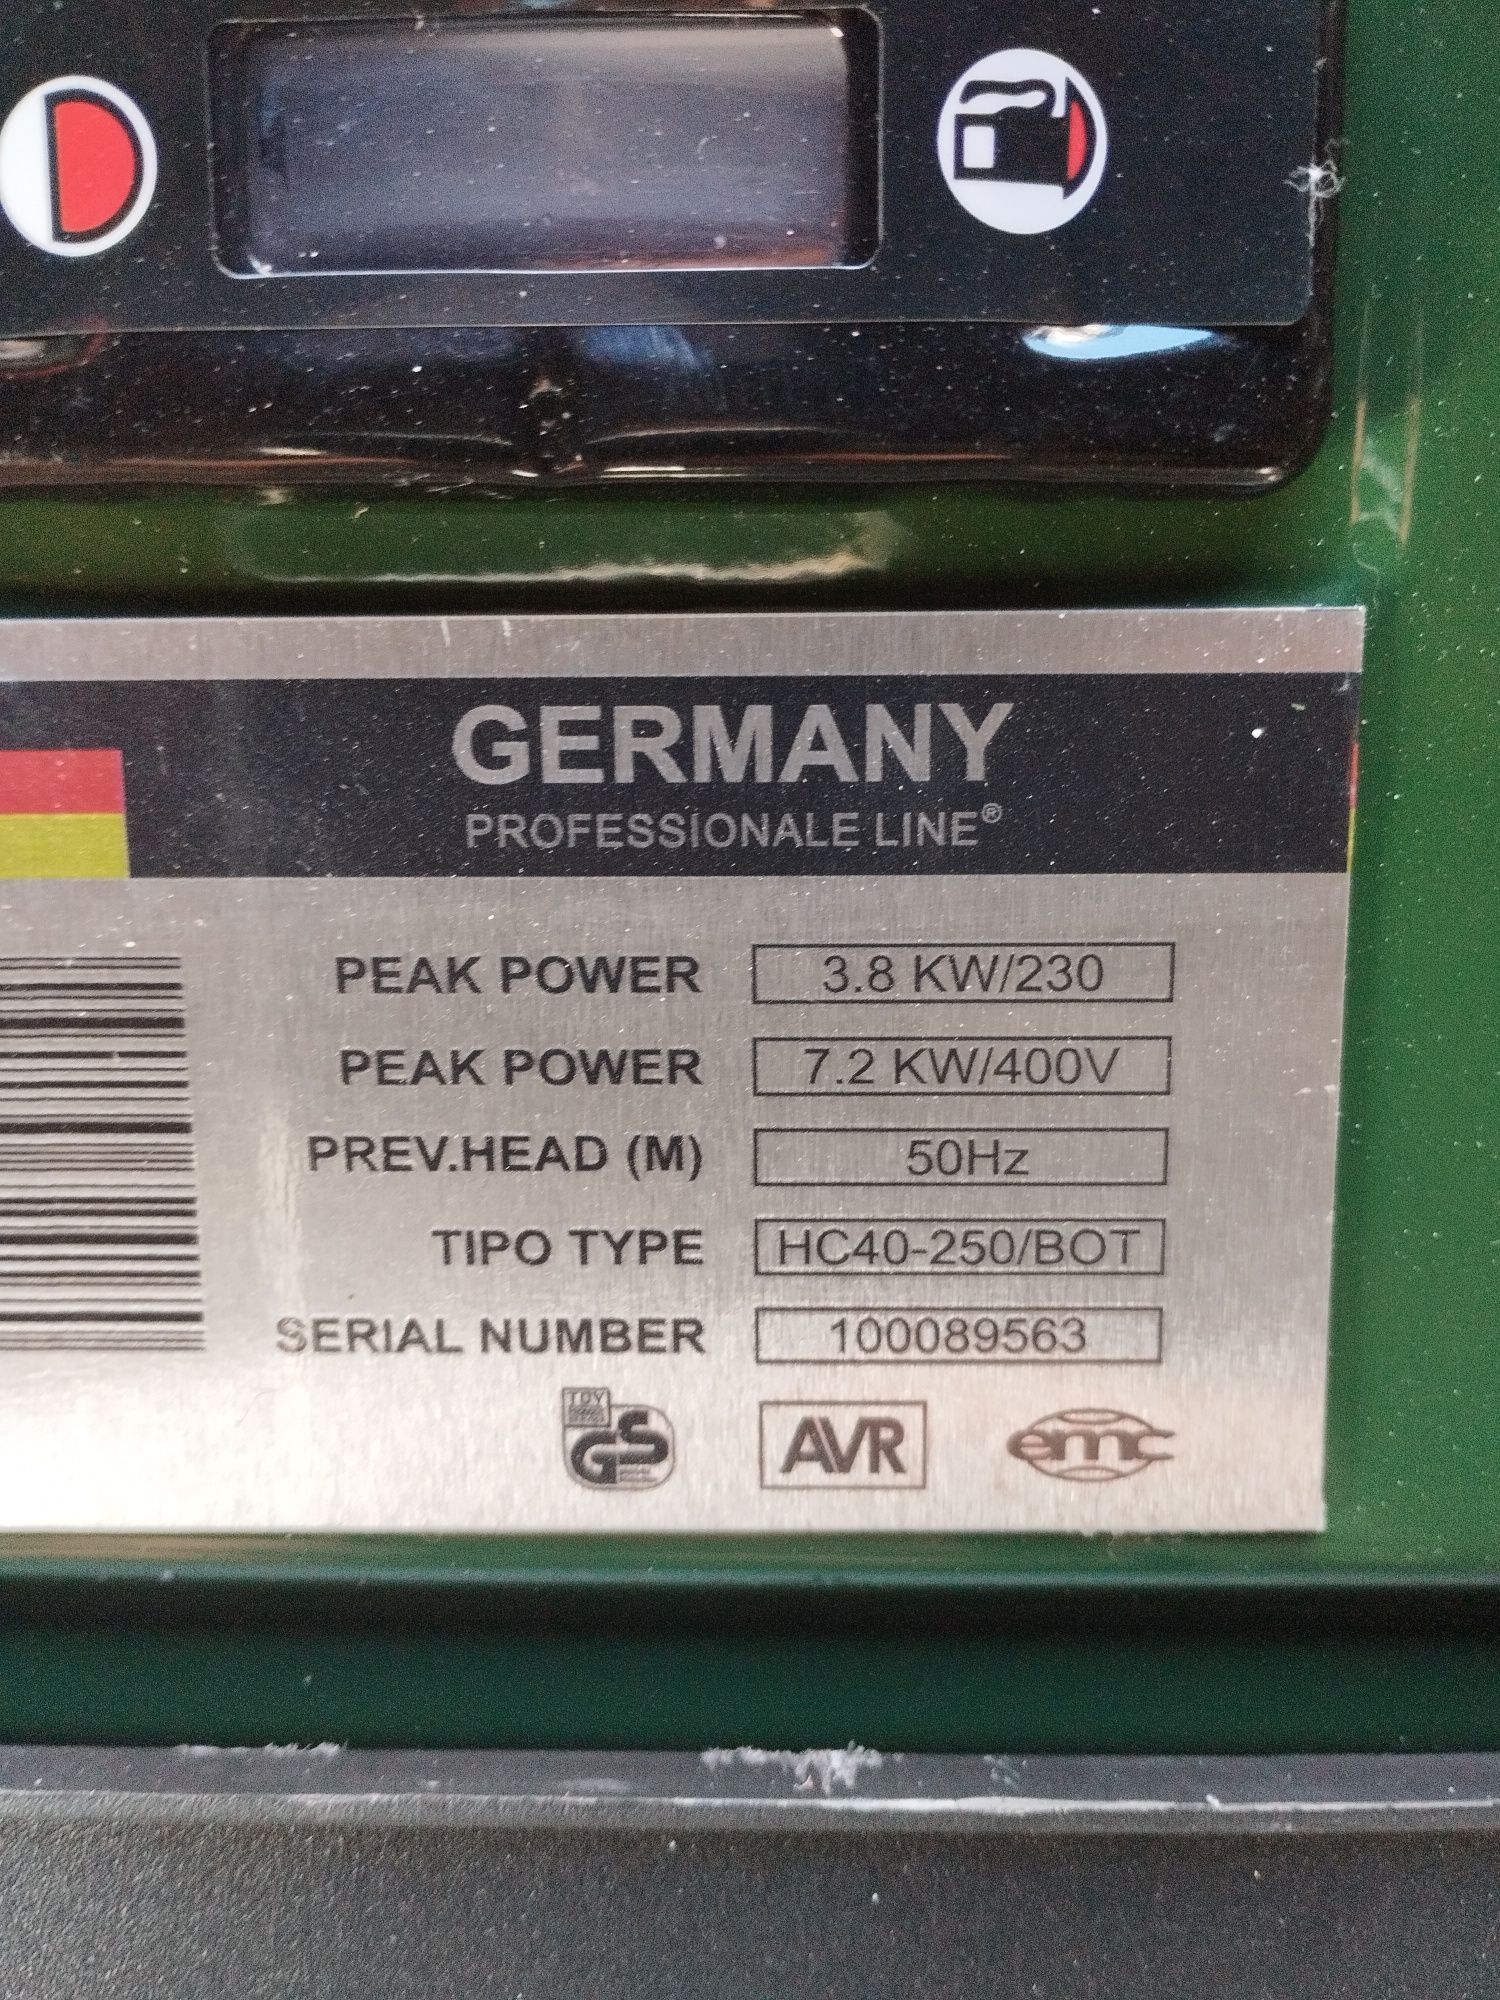 GERMANY
PROFESSIONALE LINE®
PEAK POWER 3.8 KW/230
PEAK POWER 7.2 KW/400V
PREV.HEAD (M) 50Hz
TIPO TYPE HC40-250/BOT
SERIAL NUMBER 100089563
GS AVR emc